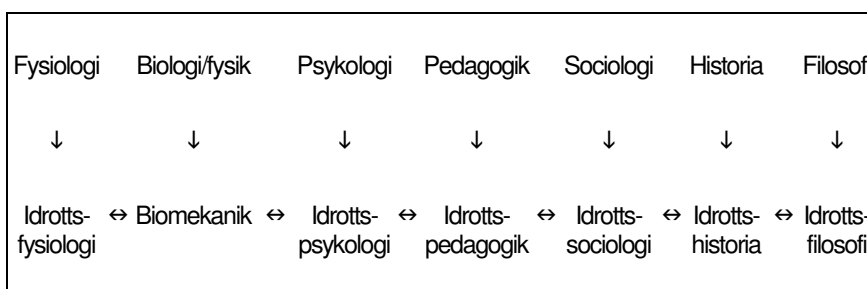 Fysiologi Biologi/fysik Psykologi Pedagogik Sociologi Historia Filosof
↓ ↓ ↓ ↓ ↓ ↓ ↓
Idrotts- ↔ Biomekanik ↔ Idrotts- ↔ Idrotts- ↔ Idrotts- ↔ Idrotts- ↔ Idrotts-
fysiologi psykologi pedagogik sociologi historia filosofi